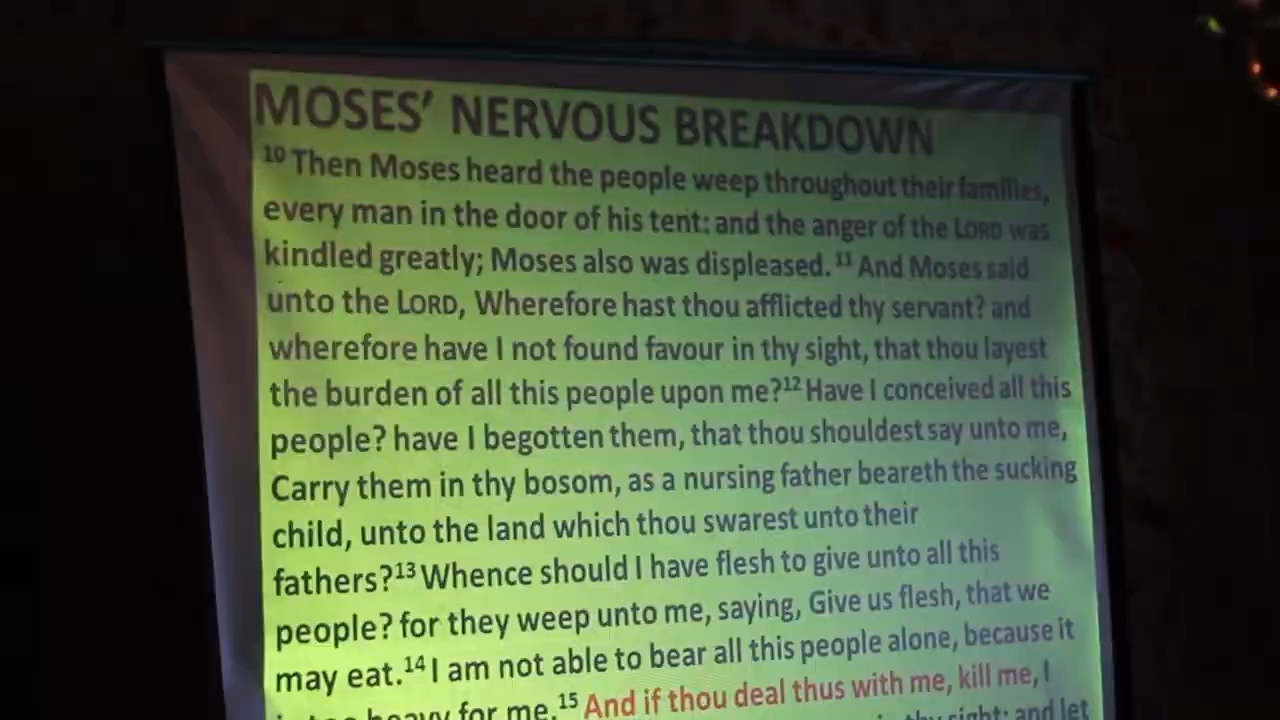 MOSES’ NERVOUS BREAKDOWN
¹⁰ Then Moses heard the people weep throughout their families,
every man in the door of his tent: and the anger of the LORD was
kindled greatly; Moses also was displeased. ¹¹ And Moses said
unto the LORD, Wherefore hast thou afflicted thy servant? and
wherefore have I not found favour in thy sight, that thou layest
the burden of all this people upon me?¹² Have I conceived all this
people? have I begotten them, that thou shouldest say unto me,
Carry them in thy bosom, as a nursing father beareth the sucking
child, unto the land which thou swarest unto their
fathers?¹³ Whence should I have flesh to give unto all this
people? for they weep unto me, saying, Give us flesh, that we
may eat.¹⁴ I am not able to bear all this people alone, because it
heavy for me.¹⁵ And if thou deal thus with me, kill me, I
thy sight; and let